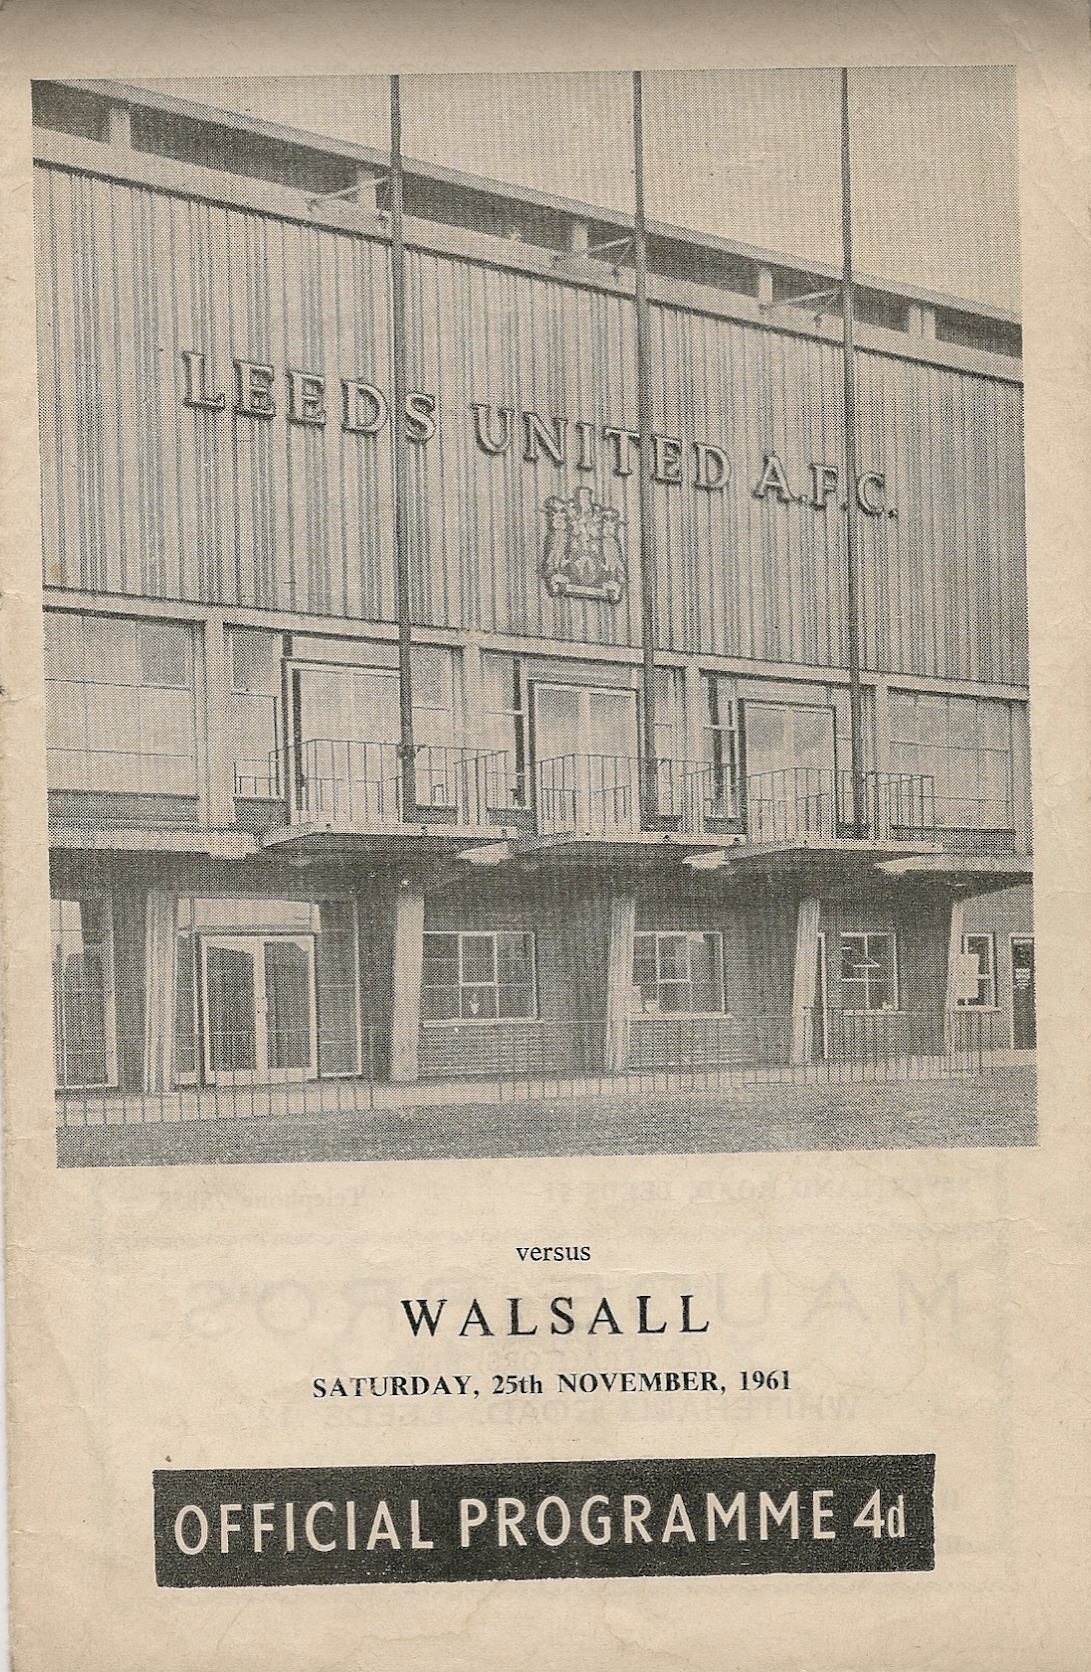 LEEDS UNITED A.F.C.
versus
WALSALL
SATURDAY, 25th NOVEMBER, 1961
OFFICIAL PROGRAMME 4d